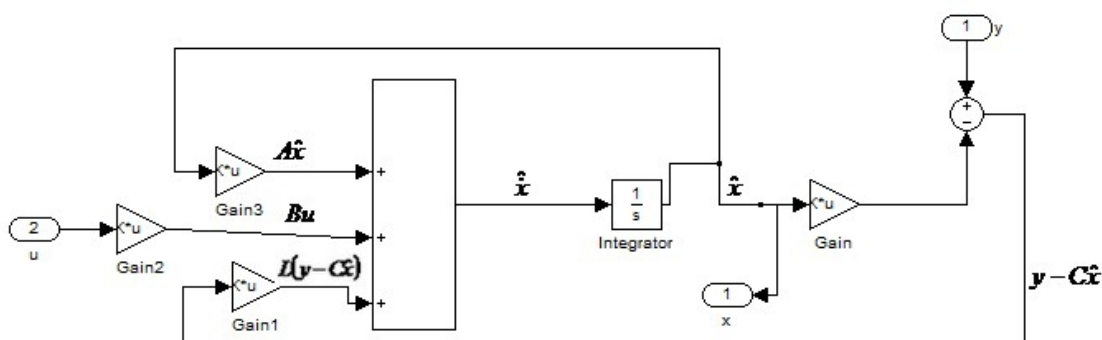 1
y
+
−
Ax̂
K*u
+
Gain3
x̂̇
1
s
Integrator
x̂
K*u
Gain
2
u
K*u
Gain2
Bu
+
L(y−Cx̂)
K*u
Gain1
+
1
x
y−Cx̂